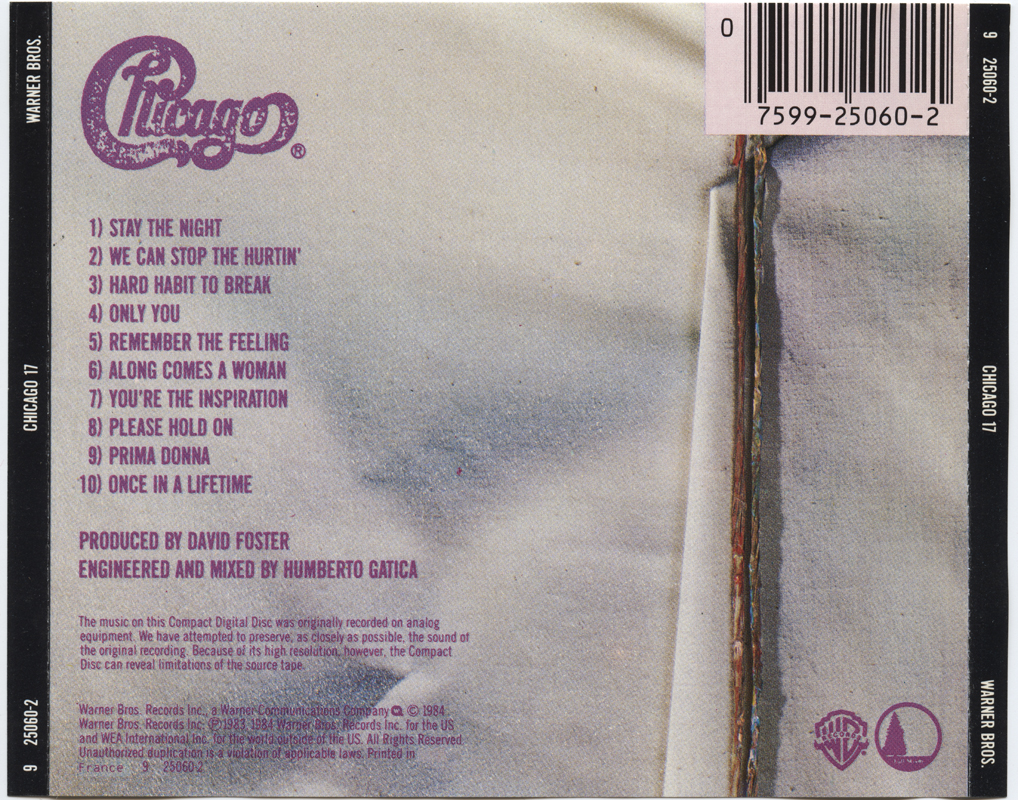 WARNER BROS.
CHICAGO 17
9 25060-2
Chicago®
1) STAY THE NIGHT
2) WE CAN STOP THE HURTIN'
3) HARD HABIT TO BREAK
4) ONLY YOU
5) REMEMBER THE FEELING
6) ALONG COMES A WOMAN
7) YOU'RE THE INSPIRATION
8) PLEASE HOLD ON
9) PRIMA DONNA
10) ONCE IN A LIFETIME
PRODUCED BY DAVID FOSTER
ENGINEERED AND MIXED BY HUMBERTO GATICA
The music on this Compact Digital Disc was originally recorded on analog
equipment. We have attempted to preserve, as closely as possible, the sound of
the original recording. Because of its high resolution, however, the Compact
Disc can reveal limitations of the source tape.
Warner Bros. Records Inc., a Warner Communications Company © 1984
Warner Bros. Records Inc. ℗1983, 1984 Warner Bros. Records Inc. for the US
and WEA International Inc. for the world outside of the US. All Rights Reserved.
Unauthorized duplication is a violation of applicable laws. Printed in
France 9 25060-2
0
7599-25060-2
WB
RECORDS
Full Moon
9 25060-2
CHICAGO 17
WARNER BROS.